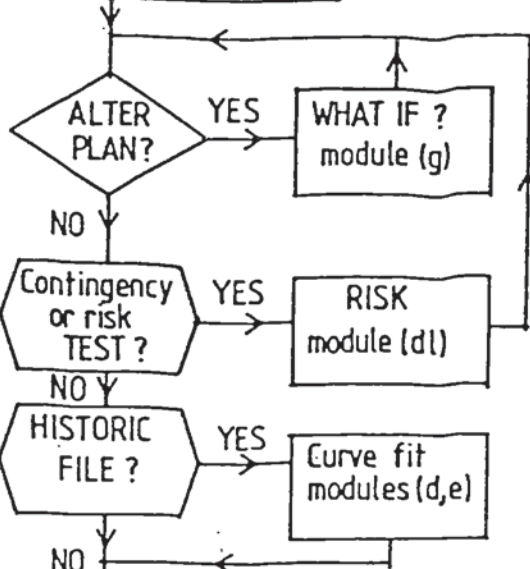 ALTER
PLAN?
YES
WHAT IF ?
module (g)
NO
Contingency
or risk
TEST ?
YES
RISK
module (dl)
NO
HISTORIC
FILE ?
YES
Curve fit
modules (d,e)
NO